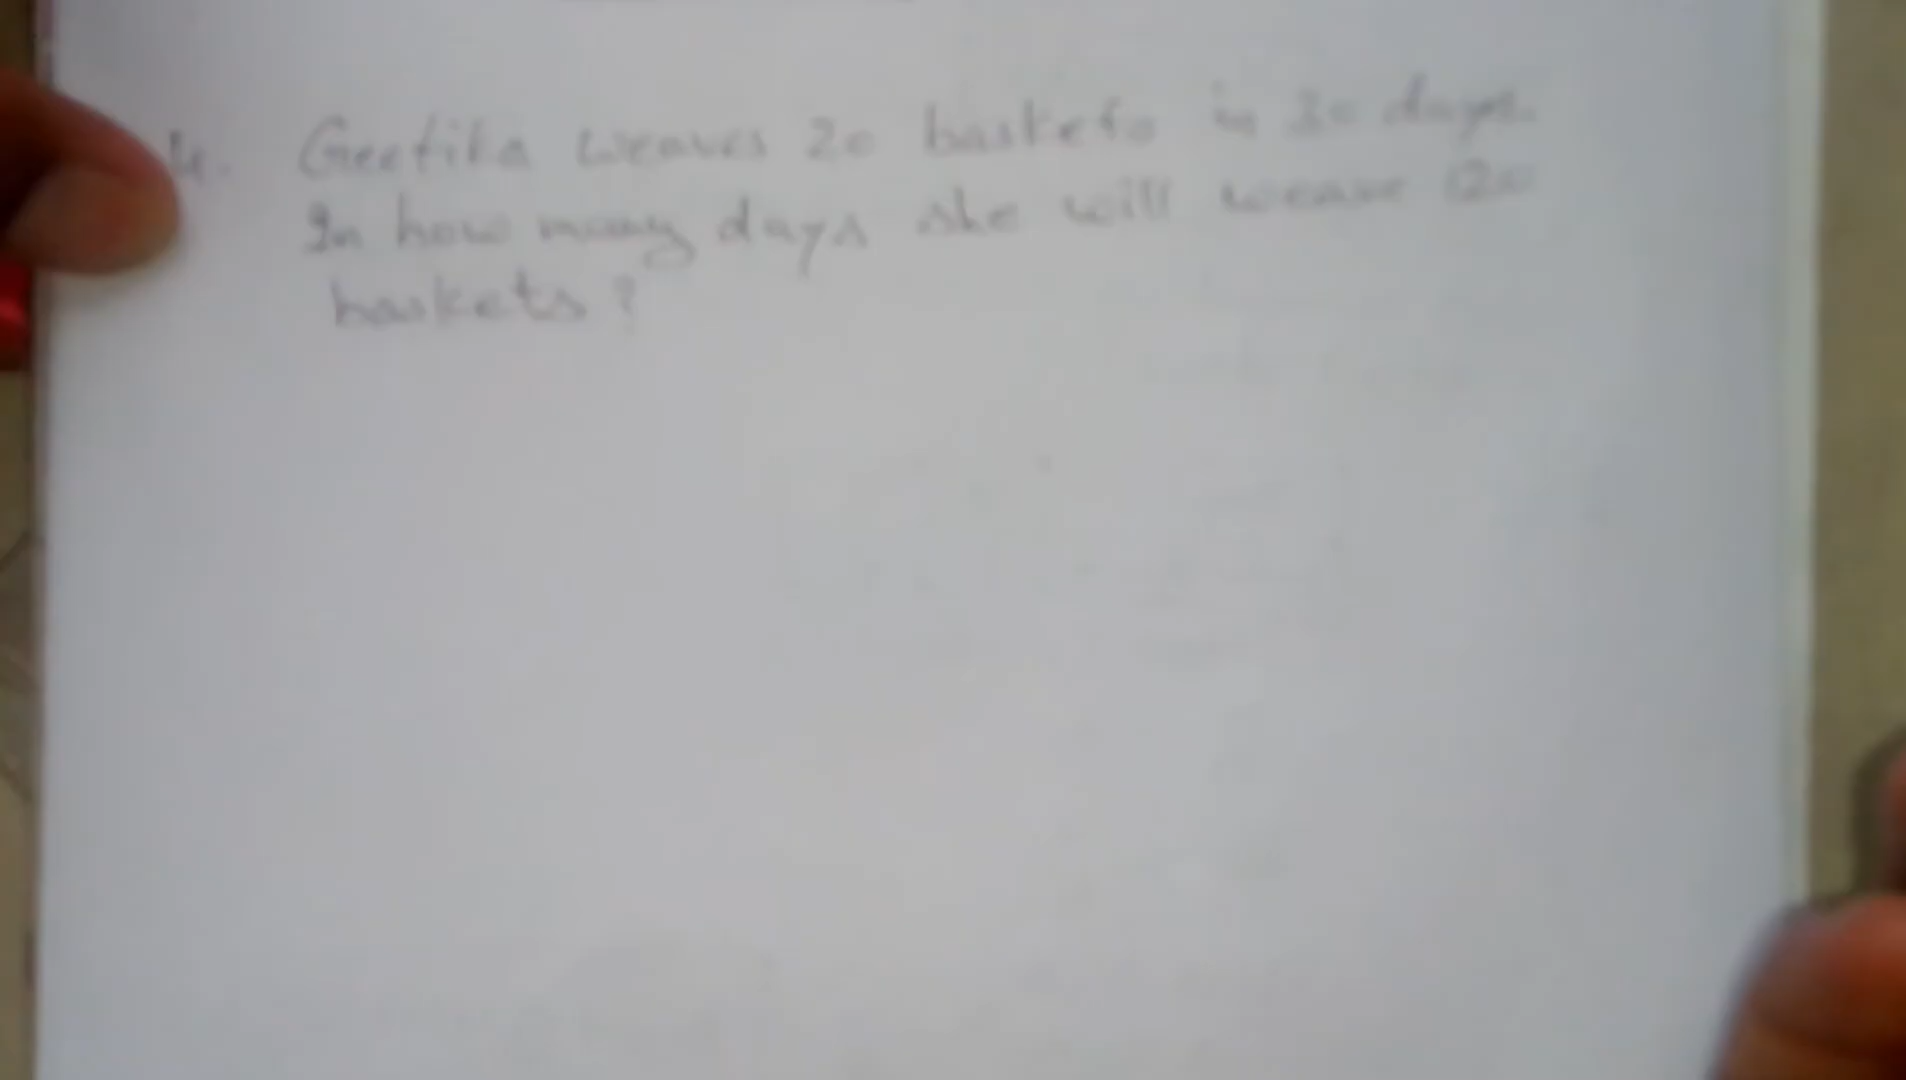 4. Geetika weaves 20 baskets in 30 days.
In how many days she will weave 120
baskets?